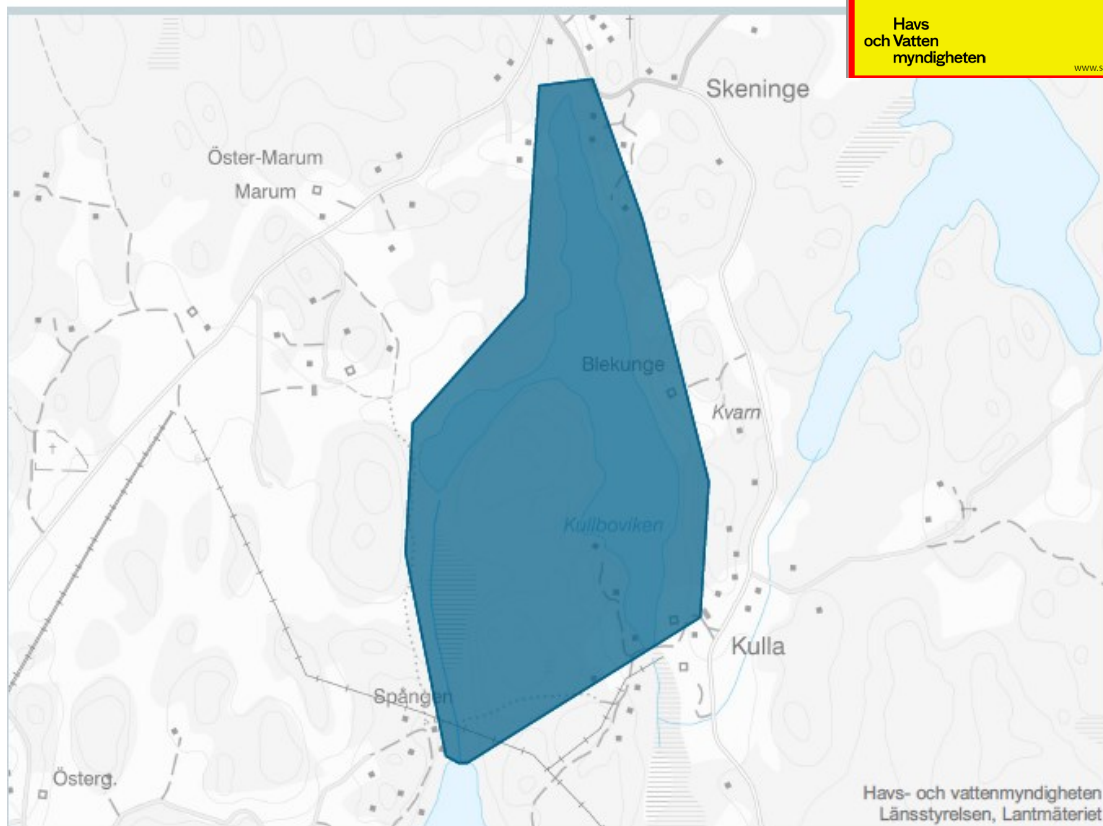 Havs
och Vatten
myndigheten
www.s
Skeninge
Öster-Marum
Marum
Blekunge
Kvarn
Kullboviken
Kulla
Spången
Österg.
Havs- och vattenmyndigheten
Länsstyrelsen, Lantmäteriet